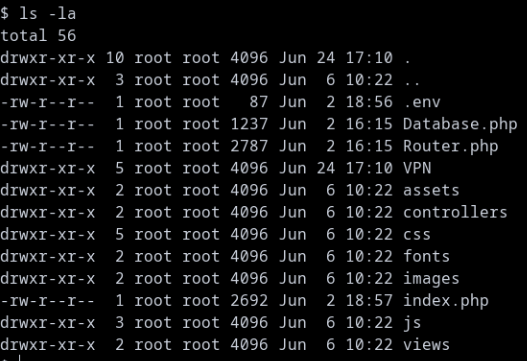 $ ls -la
total 56
drwxr-xr-x 10 root root 4096 Jun 24 17:10 .
drwxr-xr-x  3 root root 4096 Jun  6 10:22 ..
-rw-r--r--  1 root root   87 Jun  2 18:56 .env
-rw-r--r--  1 root root 1237 Jun  2 16:15 Database.php
-rw-r--r--  1 root root 2787 Jun  2 16:15 Router.php
drwxr-xr-x  5 root root 4096 Jun 24 17:10 VPN
drwxr-xr-x  2 root root 4096 Jun  6 10:22 assets
drwxr-xr-x  2 root root 4096 Jun  6 10:22 controllers
drwxr-xr-x  5 root root 4096 Jun  6 10:22 css
drwxr-xr-x  2 root root 4096 Jun  6 10:22 fonts
drwxr-xr-x  2 root root 4096 Jun  6 10:22 images
-rw-r--r--  1 root root 2692 Jun  2 18:57 index.php
drwxr-xr-x  3 root root 4096 Jun  6 10:22 js
drwxr-xr-x  2 root root 4096 Jun  6 10:22 views